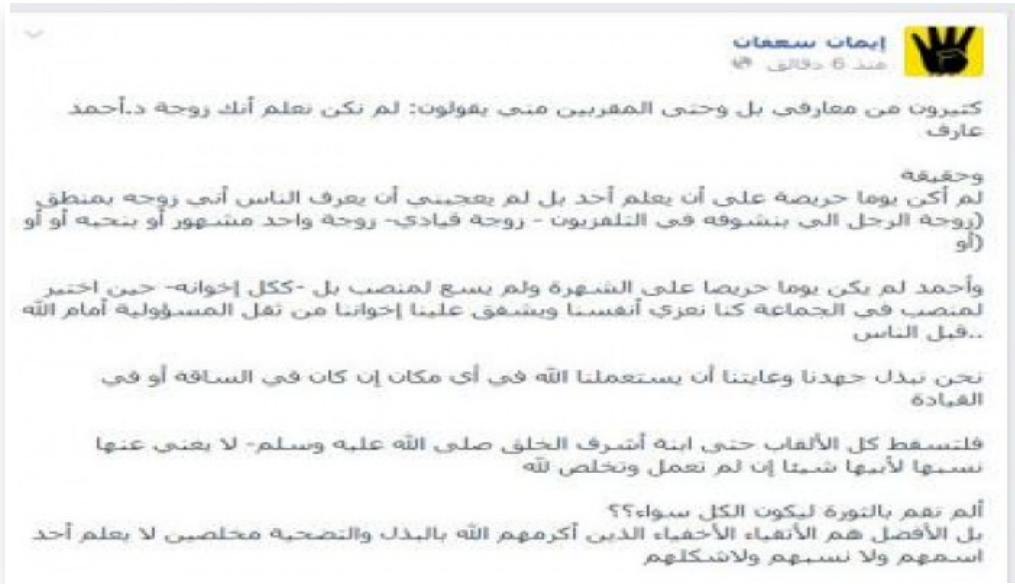 إيمان سعفان
منذ 6 دقائق
كثيرون من معارفي بل وحتى المقربين مني يقولون: لم نكن نعلم أنك زوجة د.أحمد
عارف
وحقيقة
لم أكن يوما حريصة على أن يعلم أحد بل لم يعجبني أن يعرف الناس أني زوجه بمنطق
(زوجة الرجل الي بنشوفه في التلفزيون - زوجة قيادي- زوجة واحد مشهور أو بنحبه أو أو
أو)
وأحمد لم يكن يوما حريصا على الشهرة ولم يسع لمنصب بل -ككل إخوانه- حين اختير
لمنصب في الجماعة كنا نعزي أنفسنا ويشفق علينا إخواننا من ثقل المسؤولية أمام الله
قبل الناس..
نحن نبذل جهدنا وغايتنا أن يستعملنا الله في أي مكان إن كان في الساقة أو في
القيادة
فلتسقط كل الألقاب حتى ابنة أشرف الخلق صلى الله عليه وسلم- لا يغني عنها
نسبها لأبيها شيئا إن لم تعمل وتخلص لله
ألم نقم بالثورة ليكون الكل سواء؟؟
بل الأفضل هم الأتقياء الأخفياء الذين أكرمهم الله بالبذل والتضحية مخلصين لا يعلم أحد
اسمهم ولا نسبهم ولاشكلهم